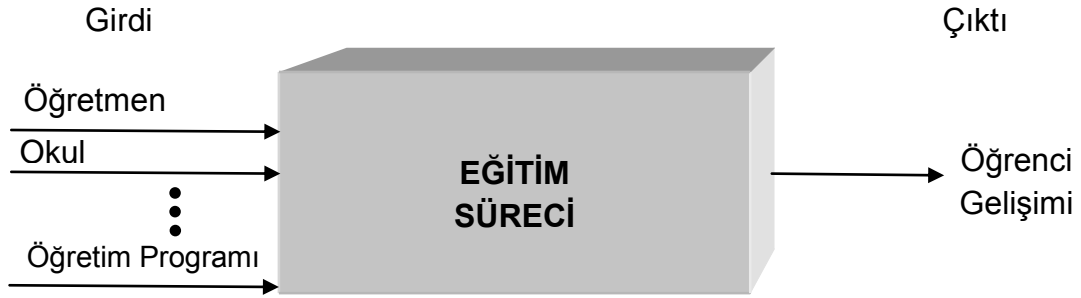 Girdi
Çıktı
Öğretmen
Okul
Öğretim Programı
EĞİTİM
SÜRECİ
Öğrenci
Gelişimi